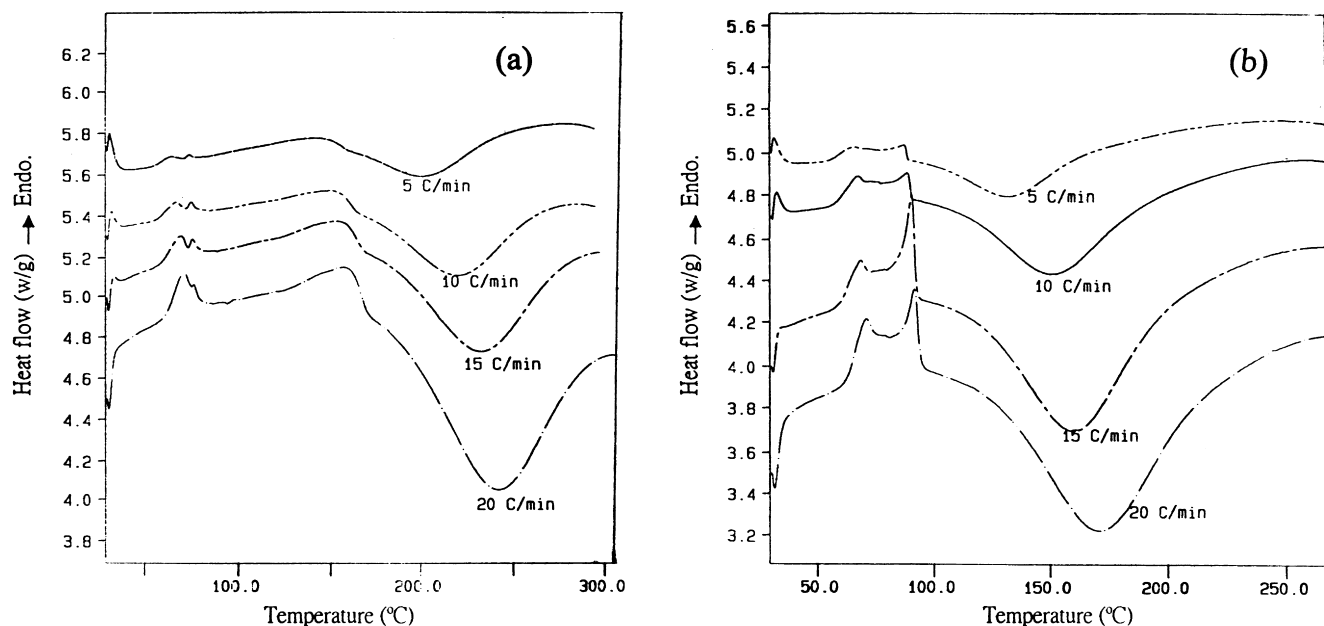 (a)
6.2
6.0
5.8
5.6
5.4
5.2
5.0
4.8
4.6
4.4
4.2
4.0
3.8
Heat flow (w/g) → Endo.
5 C/min
10 C/min
15 C/min
20 C/min
100.0
200.0
300.0
Temperature (ºC)
(b)
5.6
5.4
5.2
5.0
4.8
4.6
4.4
4.2
4.0
3.8
3.6
3.4
3.2
Heat flow (w/g) → Endo.
5 C/min
10 C/min
15 C/min
20 C/min
50.0
100.0
150.0
200.0
250.0
Temperature (ºC)